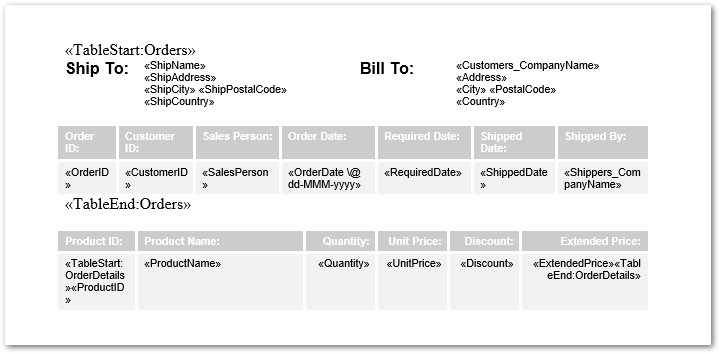 «TableStart:Orders»
Ship To: «ShipName»
«ShipAddress»
«ShipCity» «ShipPostalCode»
«ShipCountry»
Bill To: «Customers_CompanyName»
«Address»
«City» «PostalCode»
«Country»
Order ID: Customer ID: Sales Person: Order Date: Required Date: Shipped Date: Shipped By:
«OrderID» «CustomerID» «SalesPerson» «OrderDate \@ dd-MMM-yyyy» «RequiredDate» «ShippedDate» «Shippers_CompanyName»
«TableEnd:Orders»
Product ID: Product Name: Quantity: Unit Price: Discount: Extended Price:
«TableStart:OrderDetails»«ProductID» «ProductName» «Quantity» «UnitPrice» «Discount» «ExtendedPrice»«TableEnd:OrderDetails»